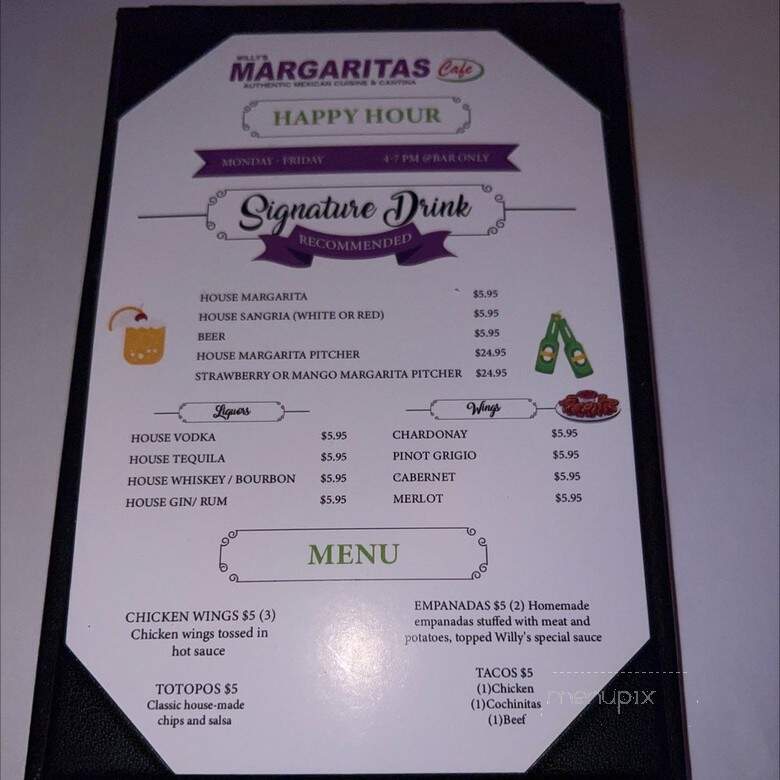 WILLY'S
MARGARITAS Cafe
AUTHENTIC MEXICAN CUISINE & CANTINA
HAPPY HOUR
MONDAY - FRIDAY 4-7 PM @BAR ONLY
Signature Drink
RECOMMENDED
HOUSE MARGARITA $5.95
HOUSE SANGRIA (WHITE OR RED) $5.95
BEER $5.95
HOUSE MARGARITA PITCHER $24.95
STRAWBERRY OR MANGO MARGARITA PITCHER $24.95
Liquors
HOUSE VODKA $5.95
HOUSE TEQUILA $5.95
HOUSE WHISKEY / BOURBON $5.95
HOUSE GIN/ RUM $5.95
Wings
CHARDONAY $5.95
PINOT GRIGIO $5.95
CABERNET $5.95
MERLOT $5.95
MENU
CHICKEN WINGS $5 (3)
Chicken wings tossed in
hot sauce
EMPANADAS $5 (2) Homemade
empanadas stuffed with meat and
potatoes, topped Willy's special sauce
TOTOPOS $5
Classic house-made
chips and salsa
TACOS $5
(1)Chicken
(1)Cochinitas
(1)Beef
menupix